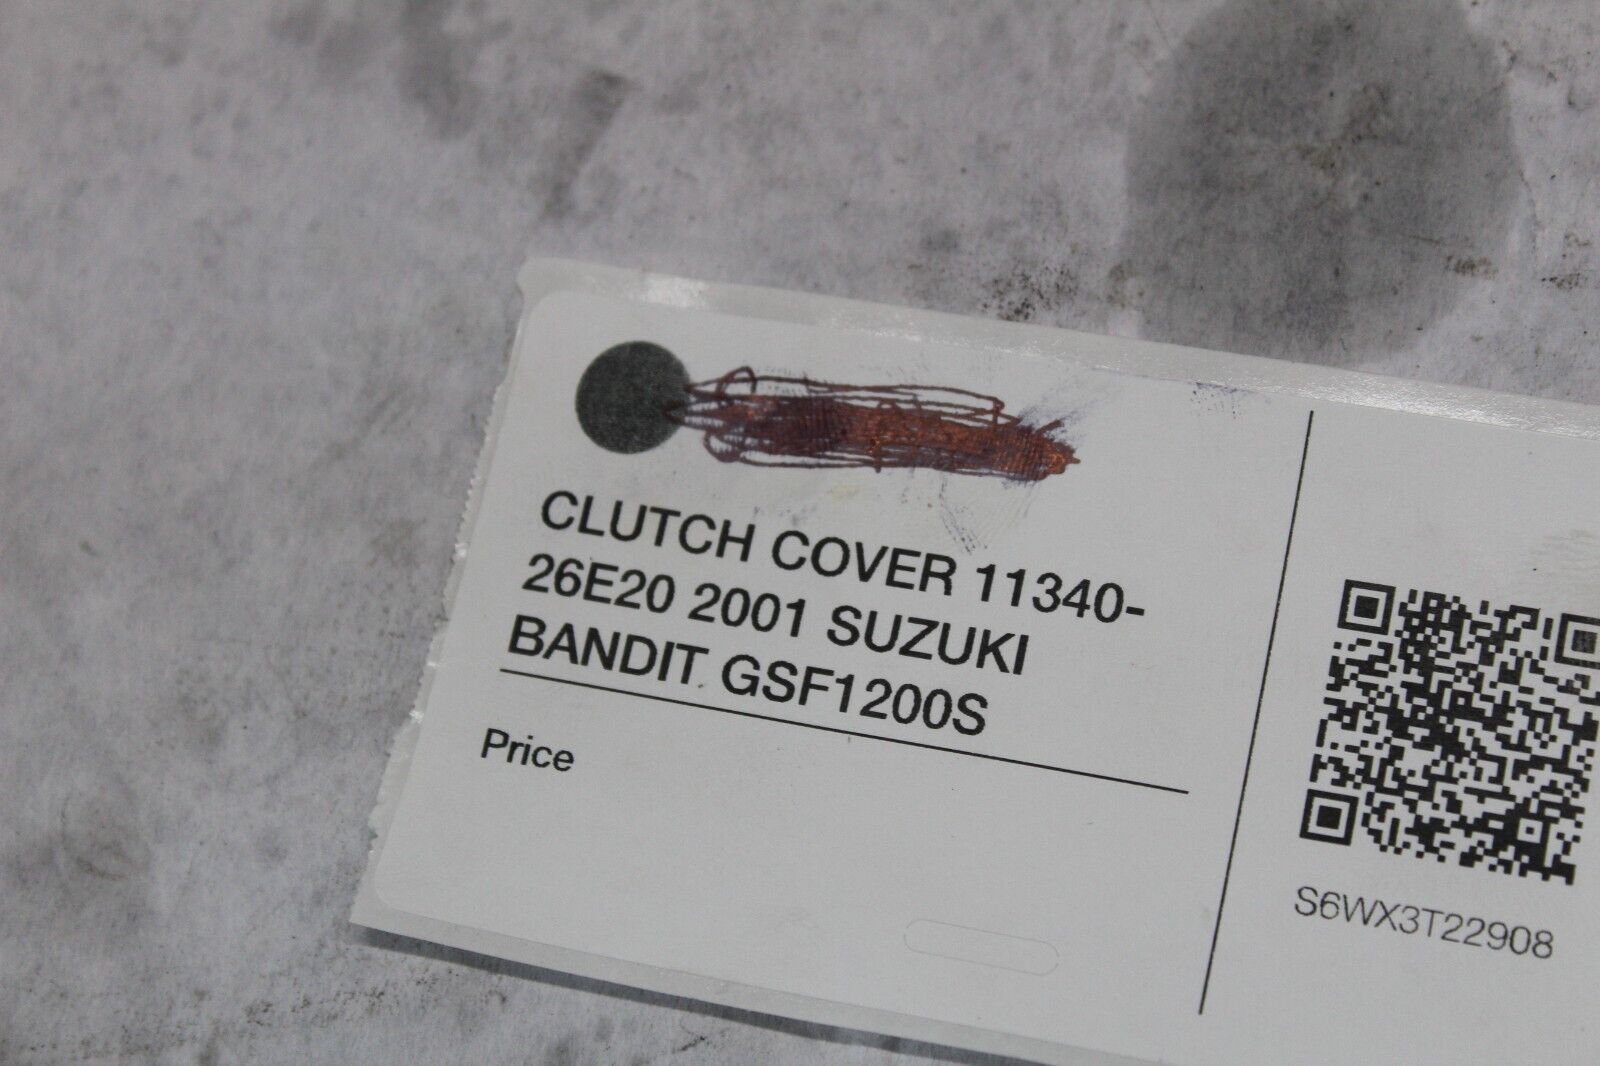 CLUTCH COVER 11340-
26E20 2001 SUZUKI
BANDIT GSF1200S
Price
S6WX3T22908